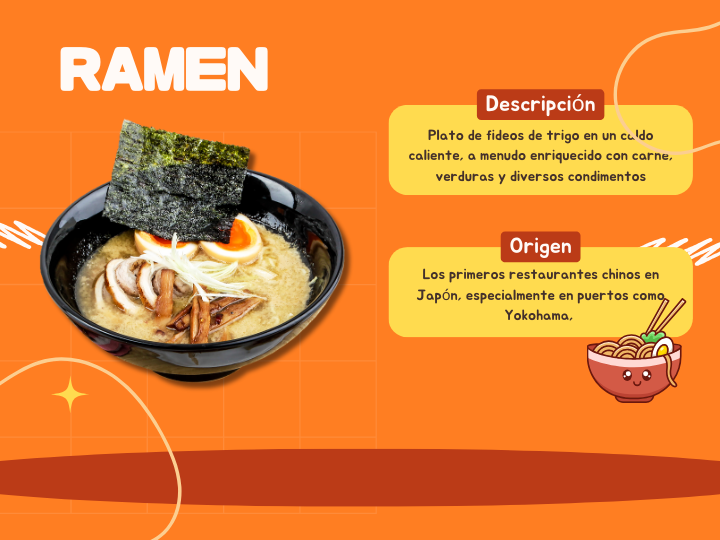 RAMEN
Descripción
Plato de fideos de trigo en un caldo
caliente, a menudo enriquecido con carne,
verduras y diversos condimentos
Origen
Los primeros restaurantes chinos en
Japón, especialmente en puertos como
Yokohama,